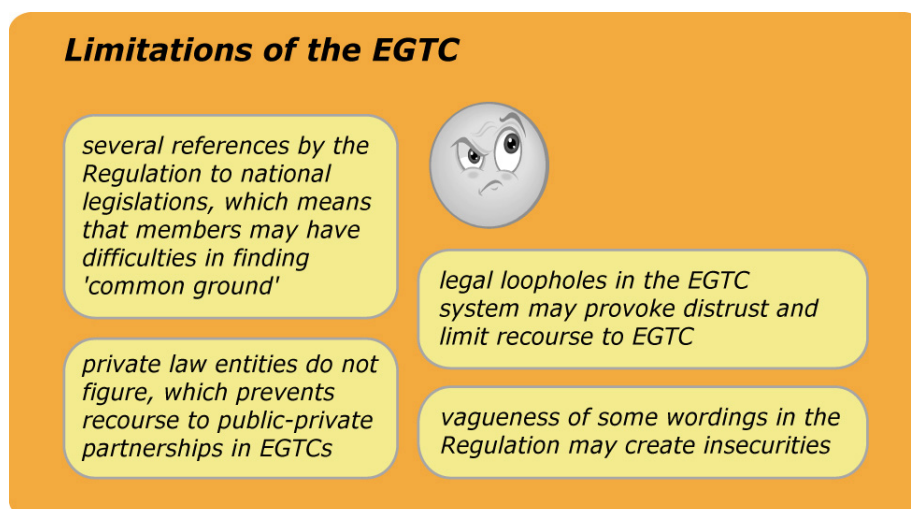 Limitations of the EGTC
several references by the
Regulation to national
legislations, which means
that members may have
difficulties in finding
'common ground'
private law entities do not
figure, which prevents
recourse to public-private
partnerships in EGTCs
legal loopholes in the EGTC
system may provoke distrust and
limit recourse to EGTC
vagueness of some wordings in the
Regulation may create insecurities